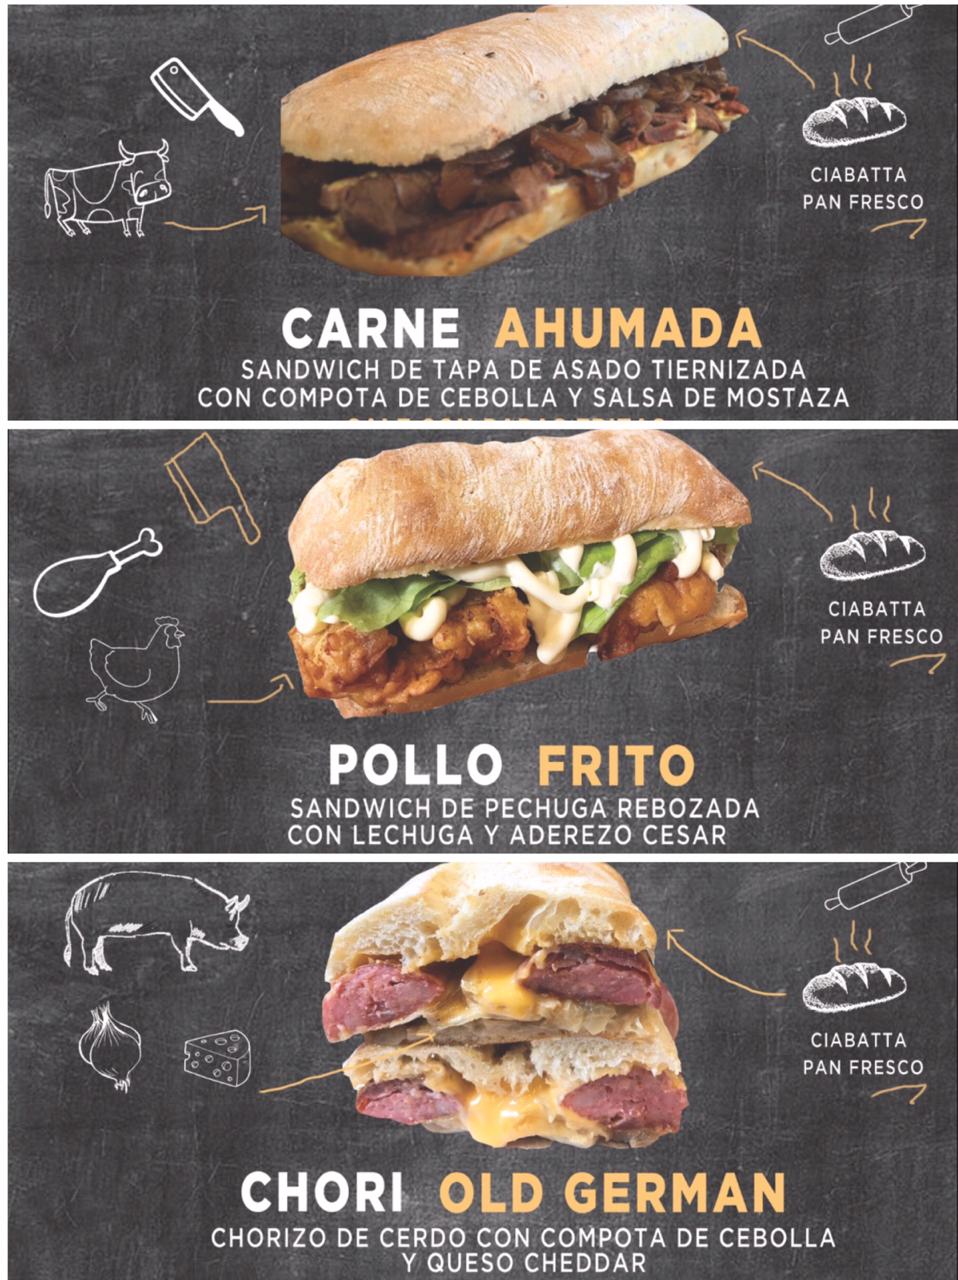 CIABATTA
PAN FRESCO
CARNE AHUMADA
SANDWICH DE TAPA DE ASADO TIERNIZADA
CON COMPOTA DE CEBOLLA Y SALSA DE MOSTAZA
CIABATTA
PAN FRESCO
POLLO FRITO
SANDWICH DE PECHUGA REBOZADA
CON LECHUGA Y ADEREZO CESAR
CIABATTA
PAN FRESCO
CHORI OLD GERMAN
CHORIZO DE CERDO CON COMPOTA DE CEBOLLA
Y QUESO CHEDDAR